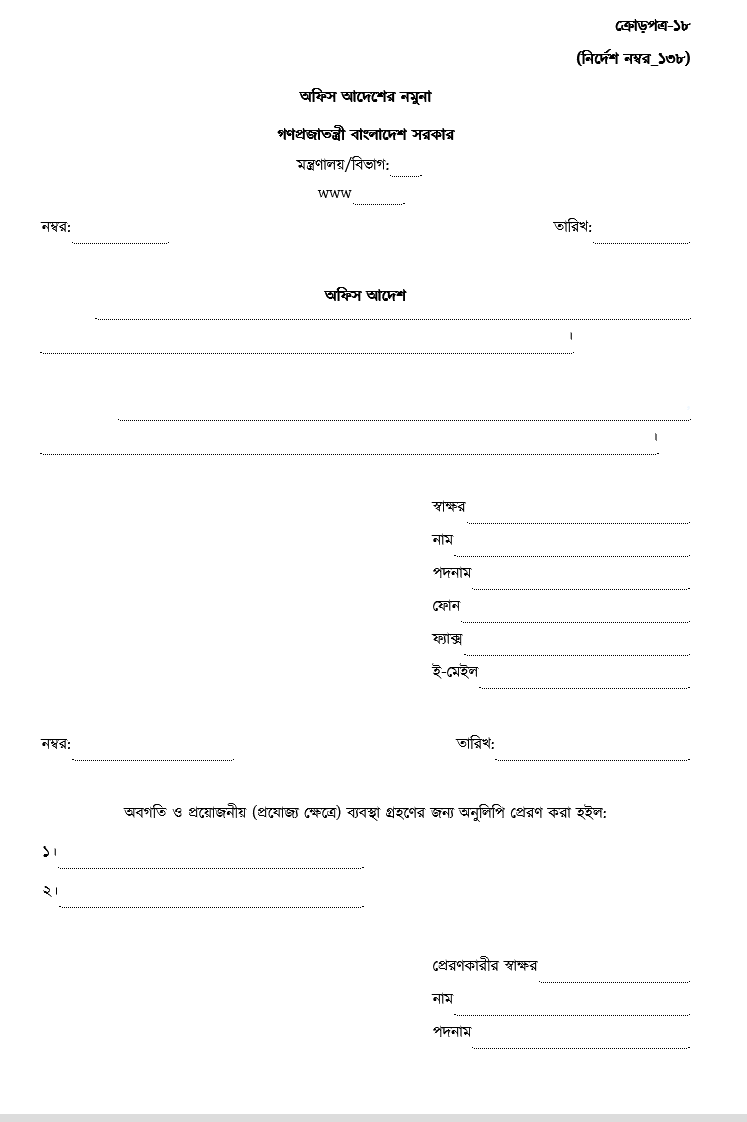 ক্রোড়পত্র-১৮
(নির্দেশ নম্বর_১৩৮)
অফিস আদেশের নমুনা
গণপ্রজাতন্ত্রী বাংলাদেশ সরকার
মন্ত্রণালয়/বিভাগ:
www
নম্বর: তারিখ:
অফিস আদেশ
।
।
স্বাক্ষর
নাম
পদনাম
ফোন
ফ্যাক্স
ই-মেইল
নম্বর: তারিখ:
অবগতি ও প্রয়োজনীয় (প্রযোজ্য ক্ষেত্রে) ব্যবস্থা গ্রহণের জন্য অনুলিপি প্রেরণ করা হইল:
১।
২।
প্রেরণকারীর স্বাক্ষর
নাম
পদনাম